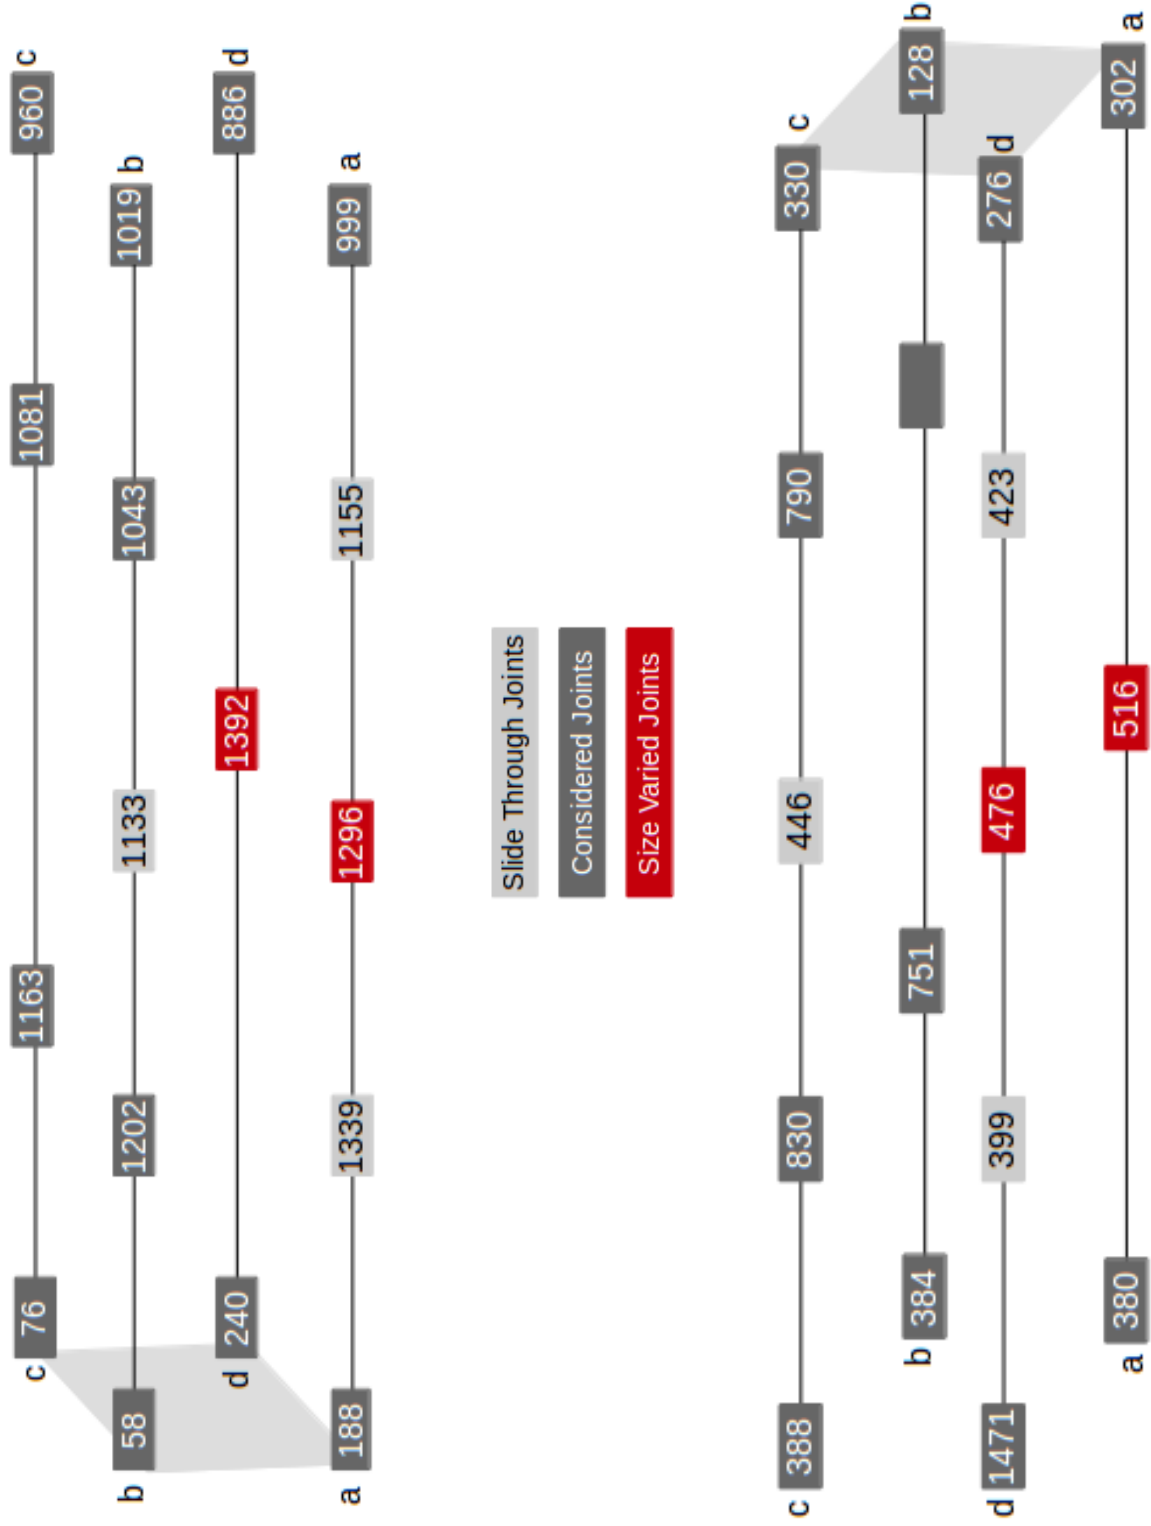 c 76 1163 1081 960 c
b 58 1202 1133 1043 1019 b
d 240 1392 886 d
a 188 1339 1296 1155 999 a
Slide Through Joints
Considered Joints
Size Varied Joints
c 388 830 446 790 330 c
b 384 751 128 b
d 1471 399 476 423 276 d
a 380 516 302 a